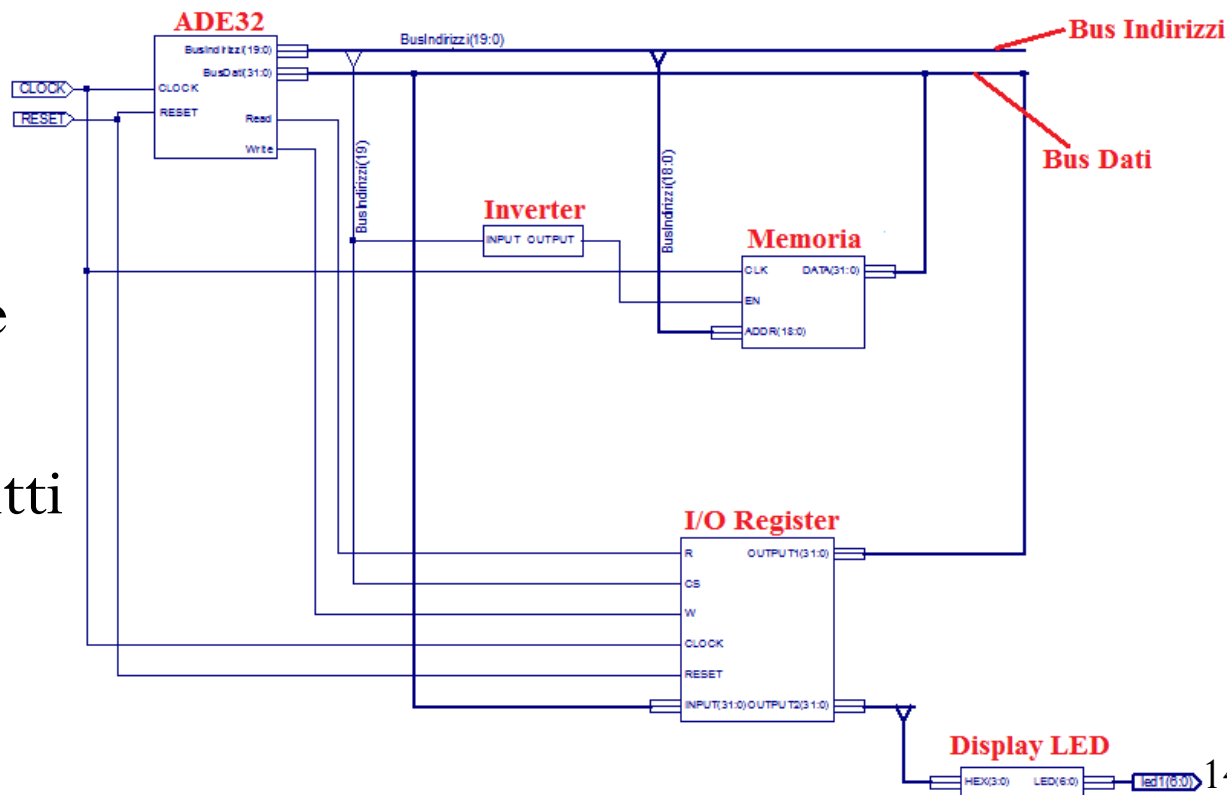 ADE32
BusIndirizzi(19:0)
BusIndirizzi(19:0)
Bus Indirizzi
BusDati(31:0)
CLOCK
CLOCK
RESET
RESET
Read
Write
Bus Dati
BusIndirizzi(19)
BusIndirizzi(18:0)
Inverter
INPUT OUTPUT
Memoria
CLK DATA(31:0)
EN
ADDR(18:0)
e
tti
I/O Register
R OUTPUT1(31:0)
CS
W
CLOCK
RESET
INPUT(31:0) OUTPUT2(31:0)
Display LED
HEX(3:0) LED(6:0)
led1(6:0)
14